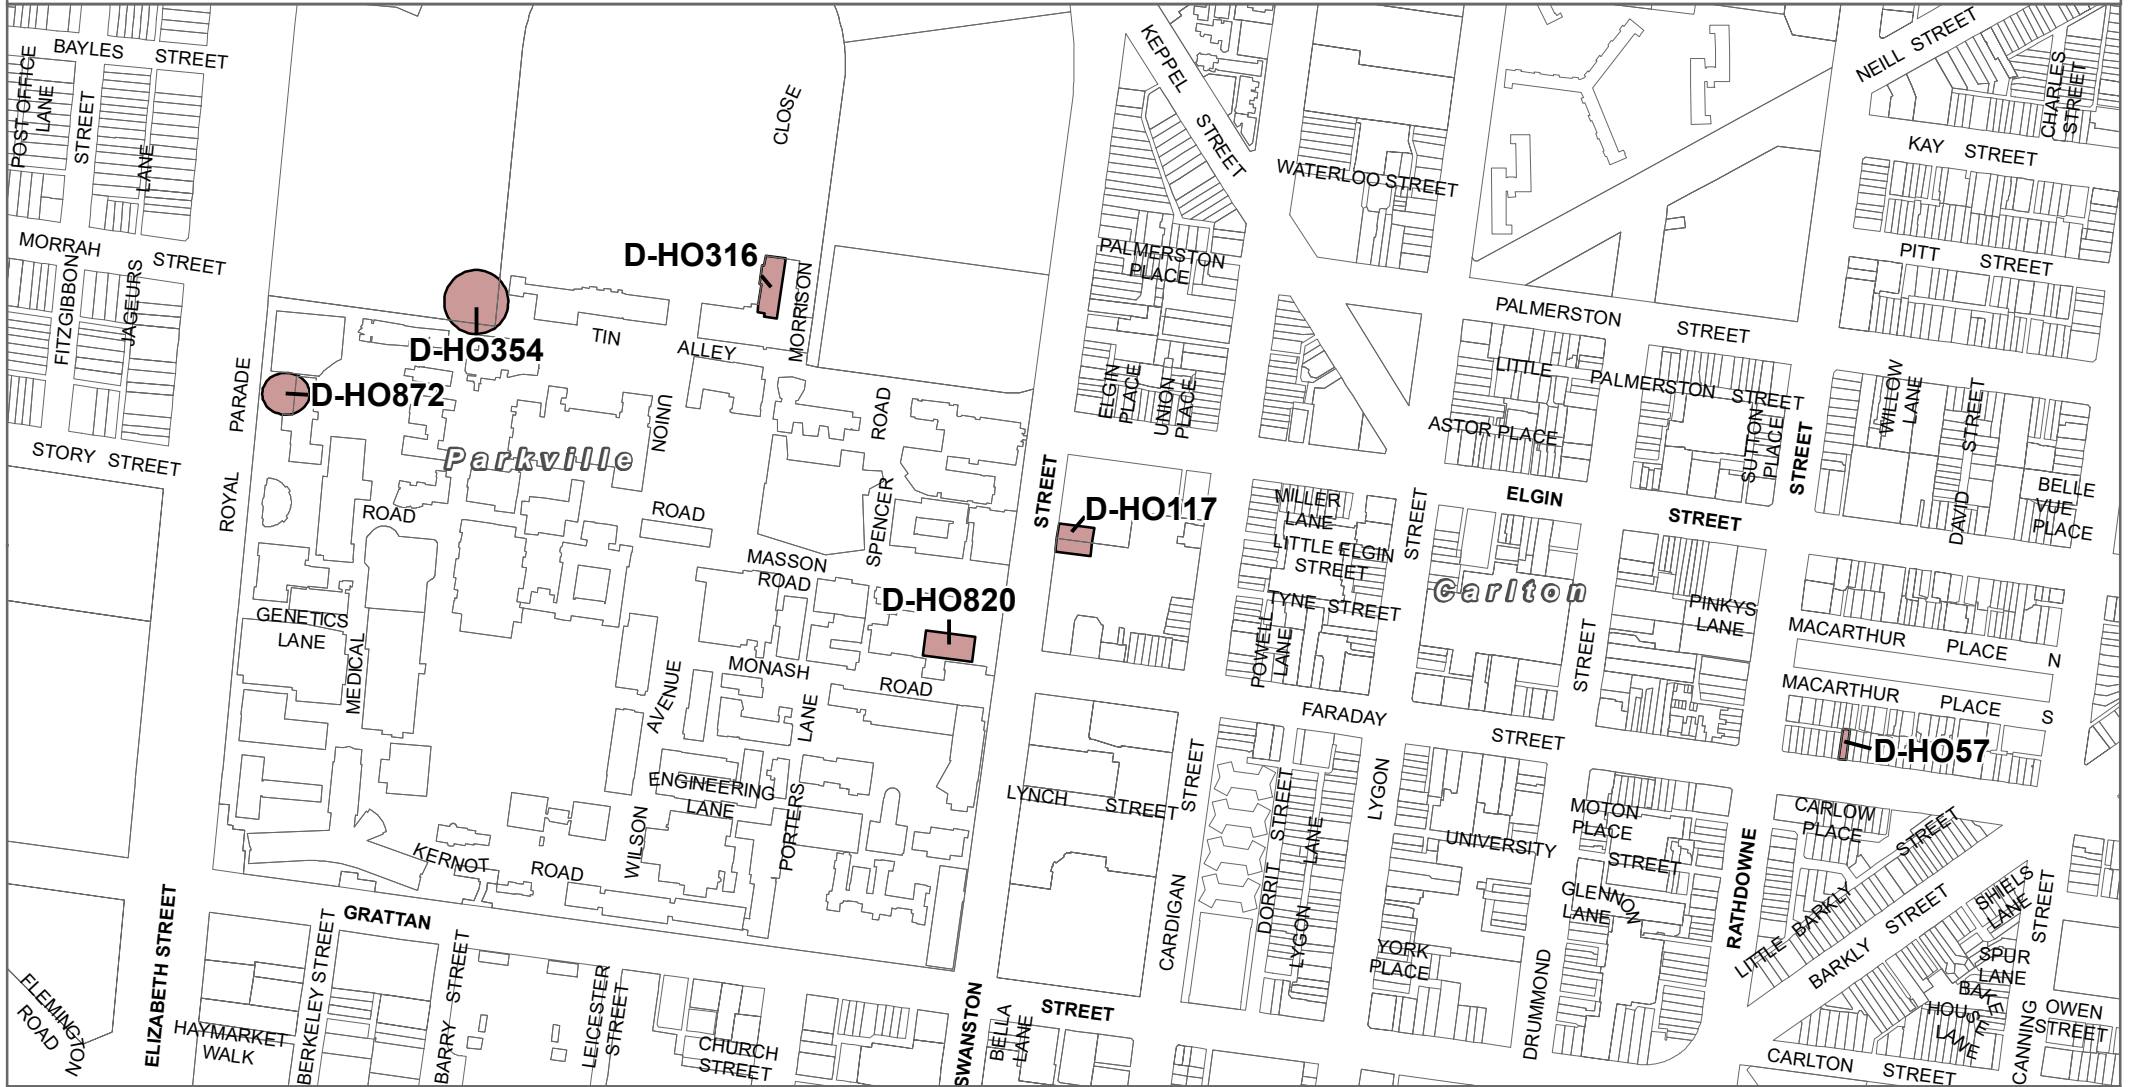 BAYLES
STREET
POST OFFICE
LANE
STREET
LANE
CLOSE
KEPPEL
STREET
WATERLOO STREET
NEILL STREET
CHARLES
STREET
KAY STREET
PITT STREET
MORRAH
STREET
FITZGIBBON
JAGEURS
D-HO316
D-HO354
D-HO872
MORRISON
TIN
ALLEY
PALMERSTON
PLACE
ELGIN
PLACE
UNION
PLACE
PALMERSTON
STREET
LITTLE
PALMERSTON STREET
ASTOR PLACE
SUTTON
PLACE
STREET
WILLOW
LANE
DAVID STREET
BELLE
VUE
PLACE
PARADE
ROYAL
STORY STREET
Parkville
UNION
ROAD
ROAD
ROAD
SPENCER
MASSON
ROAD
STREET
D-HO117
MILLER
LANE
LITTLE ELGIN
STREET
STREET
ELGIN
STREET
Carlton
TYNE STREET
POWELL
LANE
PINKYS
LANE
STREET
MACARTHUR PLACE N
MACARTHUR PLACE S
D-HO57
D-HO820
GENETICS
LANE
MEDICAL
MONASH
ROAD
AVENUE
LANE
FARADAY
STREET
LYNCH STREET
STREET
LYGON
ENGINEERING
LANE
WILSON
PORTERS
KERNOT
ROAD
GRATTAN
STREET
ELIZABETH STREET
BERKELEY STREET
BARRY STREET
LEICESTER
STREET
CHURCH
STREET
HAYMARKET
WALK
FLEMINGTON
ROAD
SWANSTON
BELLA
LANE
CARDIGAN
DORRIT STREET
LYGON LANE
YORK
PLACE
UNIVERSITY
STREET
MOTON
PLACE
GLENNON
LANE
DRUMMOND
RATHDOWNE
CARLOW
PLACE
LITTLE BARKLY STREET
BARKLY STREET
SHIELS
LANE
STREET
SPUR
LANE
BAKE
HOUSE
LANE
OWEN
STREET
CANNING
CARLTON STREET